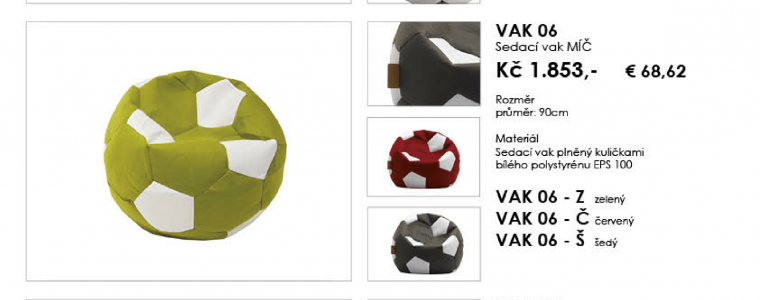 VAK 06
Sedací vak MÍČ
Kč 1.853,- € 68,62
Rozměr
průměr: 90cm
Materiál
Sedací vak plněný kuličkami
bílého polystyrénu EPS 100
VAK 06 - Z zelený
VAK 06 - Č červený
VAK 06 - Š šedý